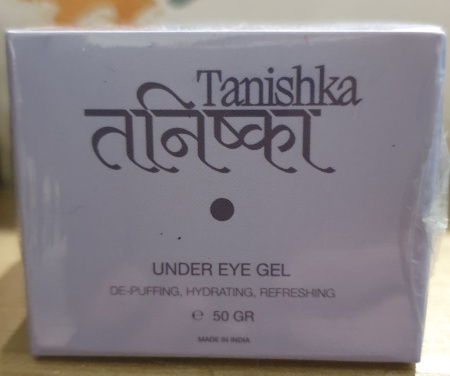 Tanishka
तनिष्का
UNDER EYE GEL
DE-PUFFING, HYDRATING, REFRESHING
℮ 50 GR
MADE IN INDIA